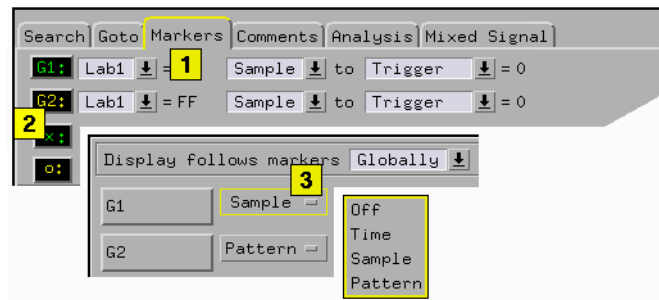 Search Goto Markers Comments Analysis Mixed Signal
G1: Lab1 = 1 Sample to Trigger = 0
G2: Lab1 = FF Sample to Trigger = 0
2
x:
o:
Display follows markers Globally
3
G1 Sample
G2 Pattern
Off
Time
Sample
Pattern